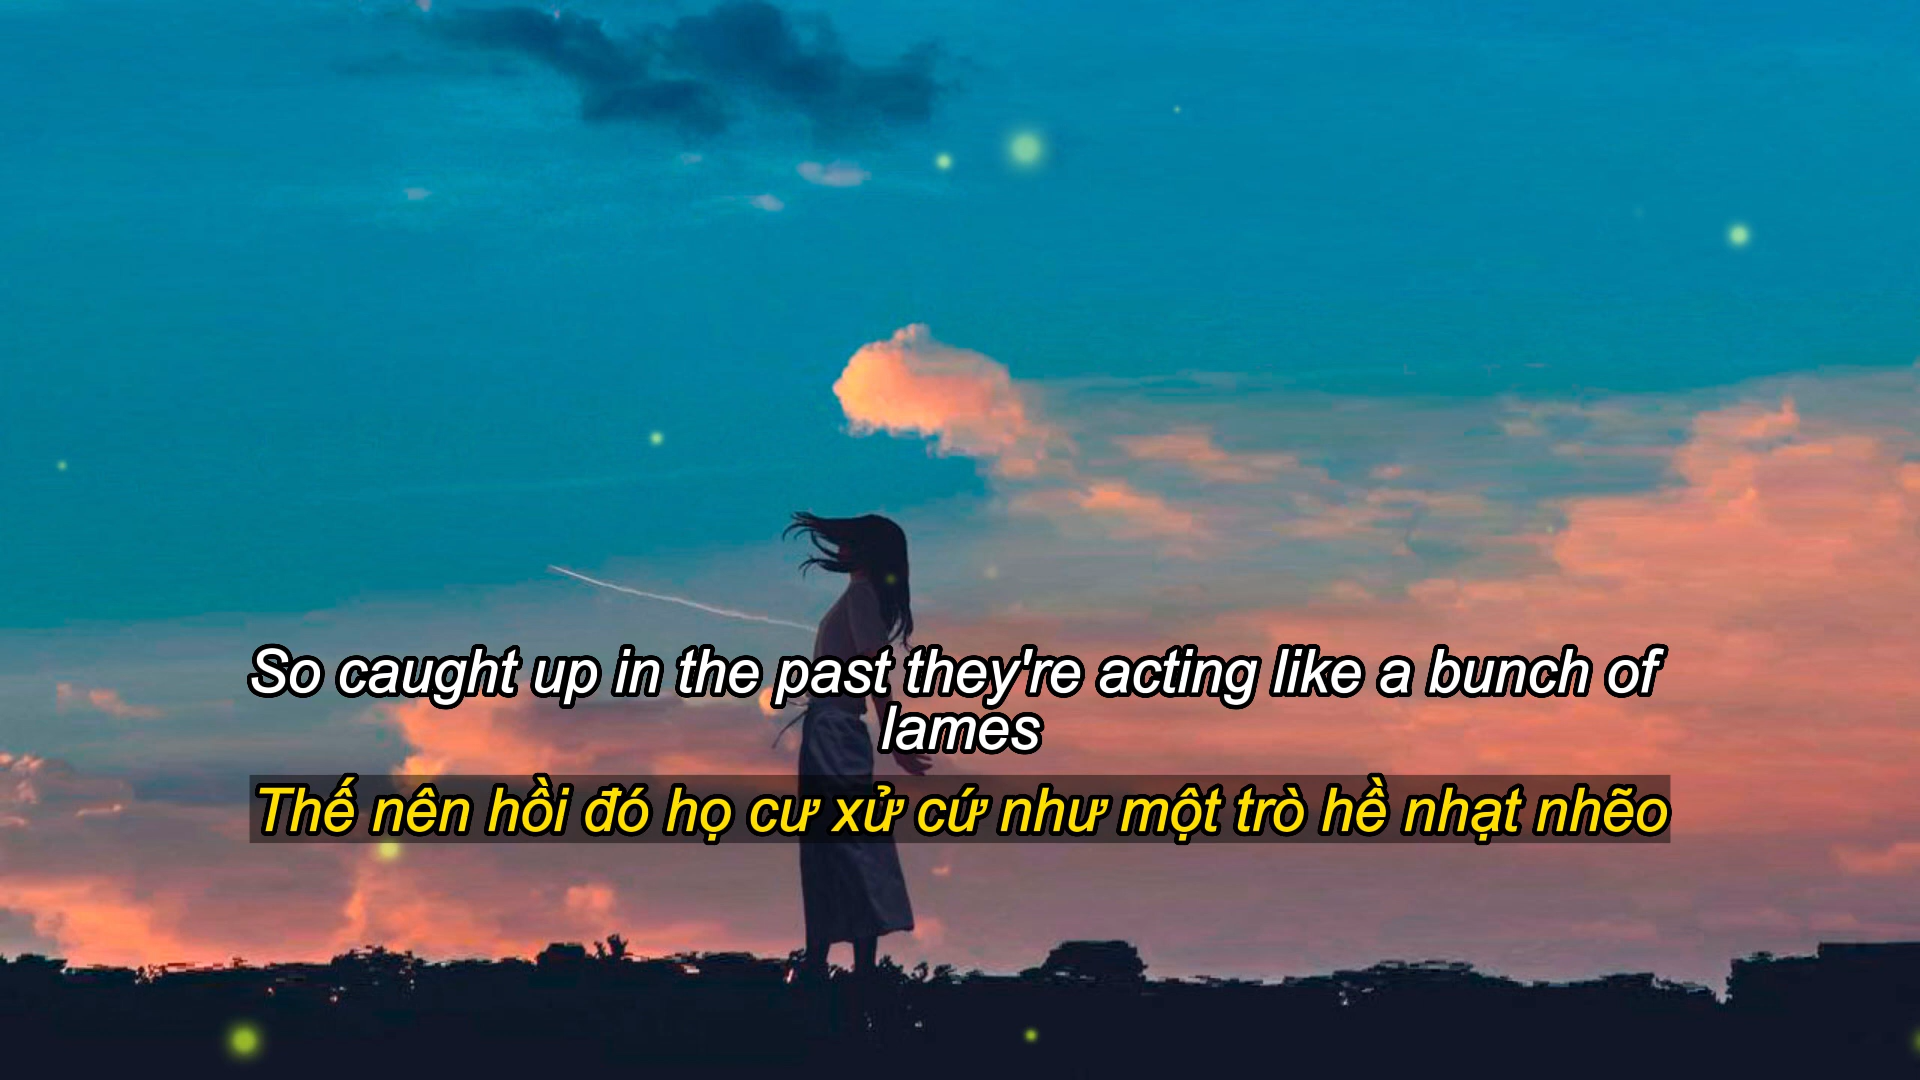 So caught up in the past they're acting like a bunch of
lames
Thế nên hồi đó họ cư xử cứ như một trò hề nhạt nhẽo